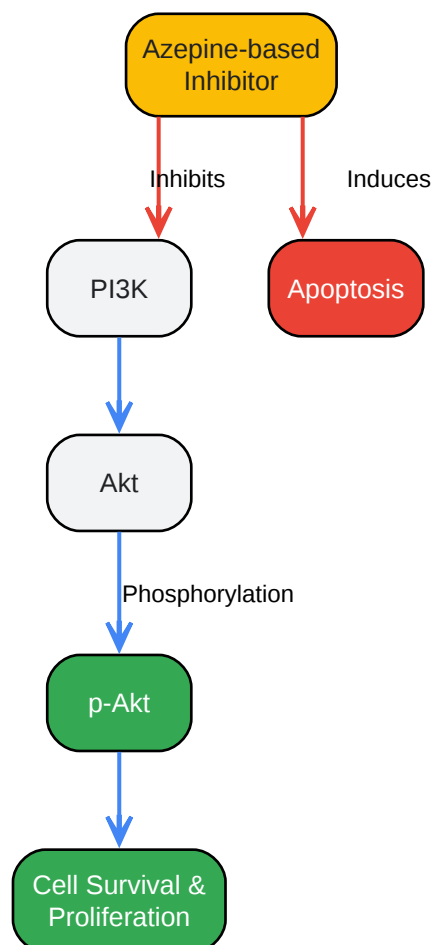 Azepine-based
Inhibitor
Inhibits
Induces
PI3K
Apoptosis
Akt
Phosphorylation
p-Akt
Cell Survival &
Proliferation